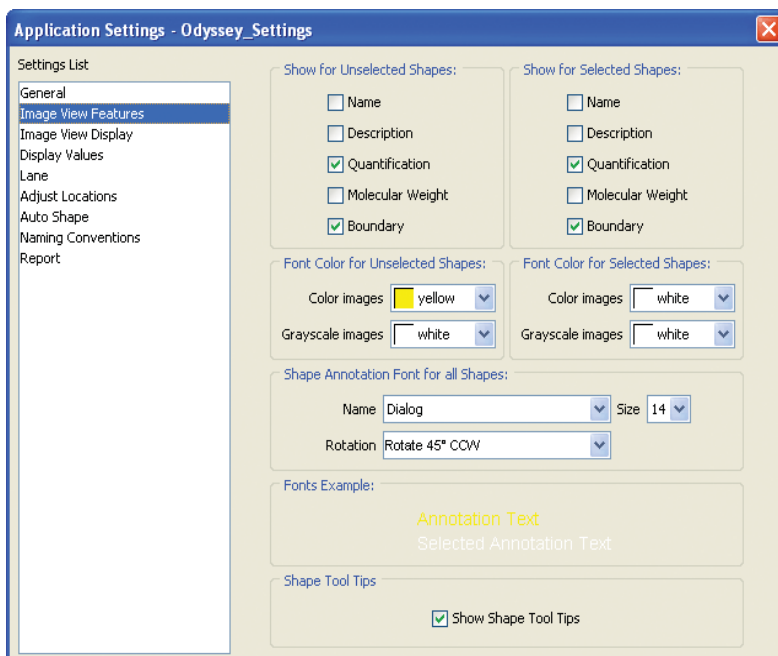 Application Settings - Odyssey_Settings
Settings List
General
Image View Features
Image View Display
Display Values
Lane
Adjust Locations
Auto Shape
Naming Conventions
Report
Show for Unselected Shapes:
Name
Description
Quantification
Molecular Weight
Boundary
Show for Selected Shapes:
Name
Description
Quantification
Molecular Weight
Boundary
Font Color for Unselected Shapes:
Color images yellow
Grayscale images white
Font Color for Selected Shapes:
Color images white
Grayscale images white
Shape Annotation Font for all Shapes:
Name Dialog Size 14
Rotation Rotate 45° CCW
Fonts Example:
Annotation Text
Selected Annotation Text
Shape Tool Tips
Show Shape Tool Tips